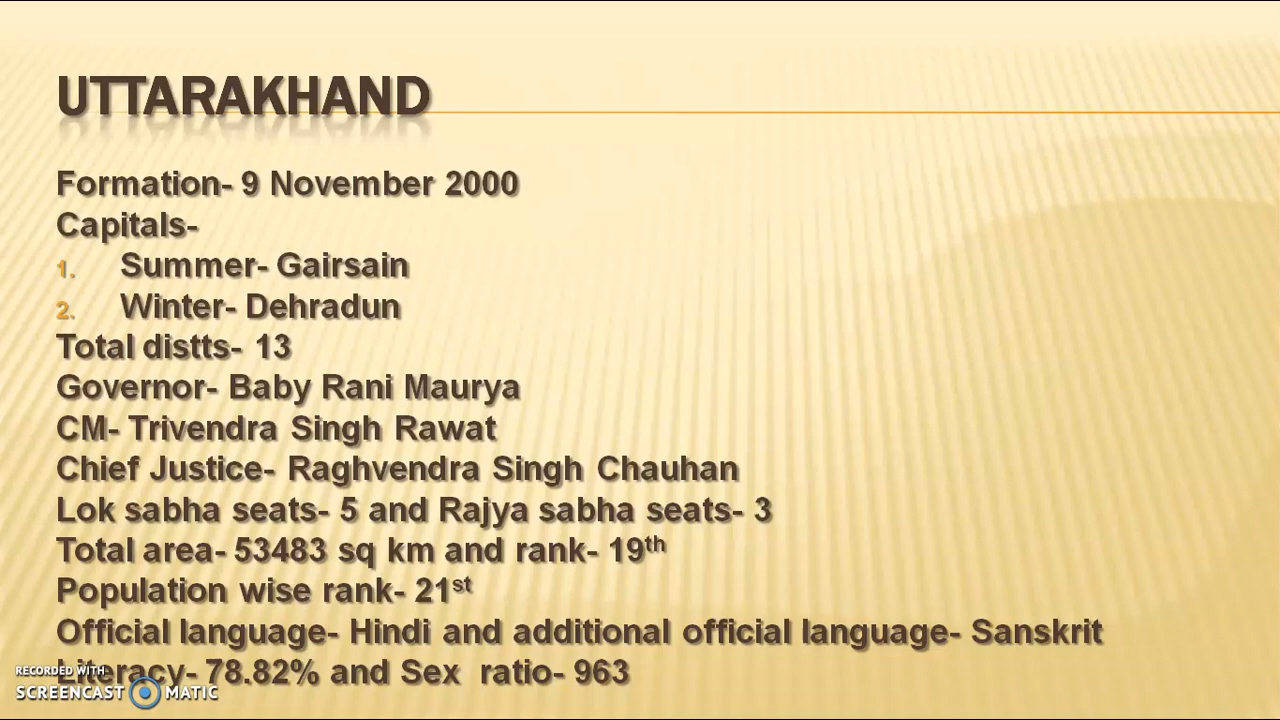 UTTARAKHAND
Formation- 9 November 2000
Capitals-
1. Summer- Gairsain
2. Winter- Dehradun
Total distts- 13
Governor- Baby Rani Maurya
CM- Trivendra Singh Rawat
Chief Justice- Raghvendra Singh Chauhan
Lok sabha seats- 5 and Rajya sabha seats- 3
Total area- 53483 sq km and rank- 19th
Population wise rank- 21st
Official language- Hindi and additional official language- Sanskrit
Literacy- 78.82% and Sex ratio- 963
RECORDED WITH
SCREENCAST MATIC